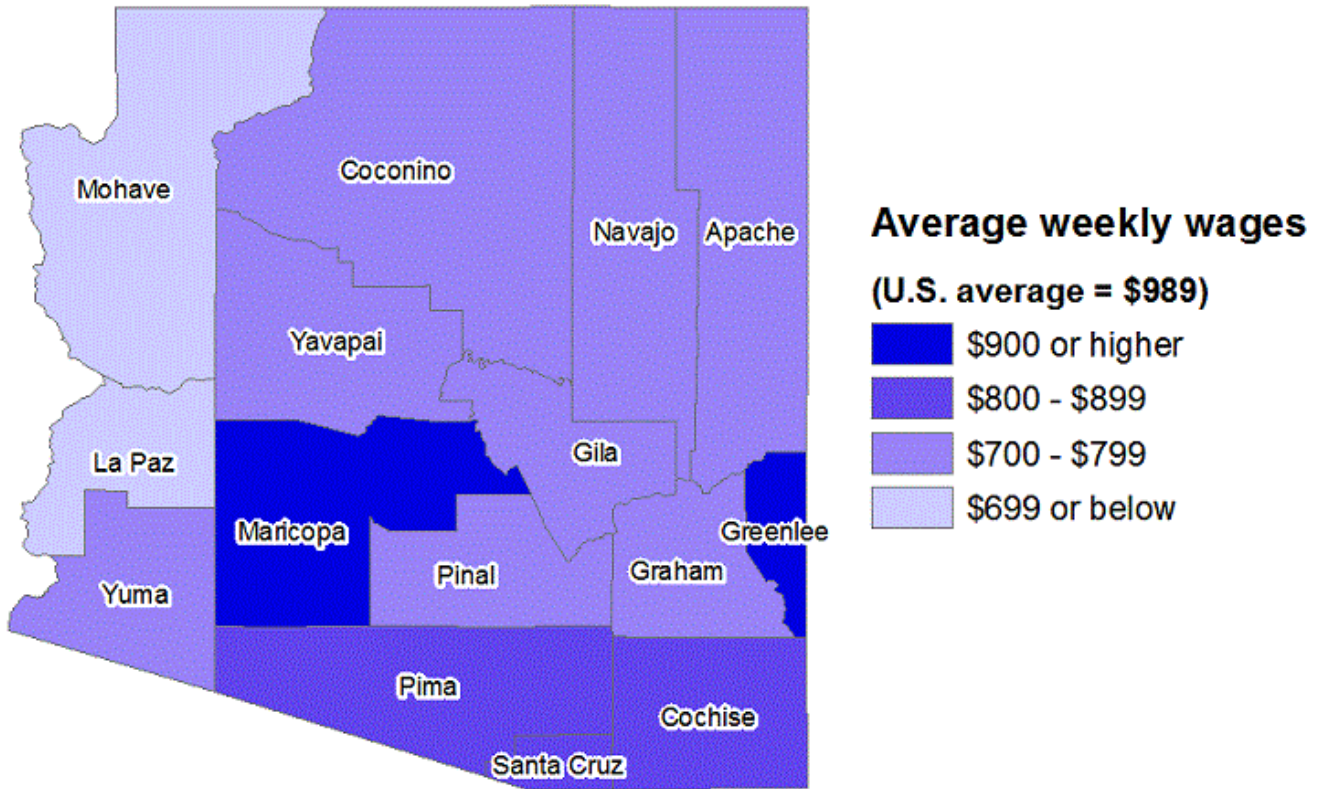 Coconino
Mohave
Navajo
Apache
Yavapai
Gila
La Paz
Maricopa
Greenlee
Graham
Pinal
Yuma
Pima
Cochise
Santa Cruz
Average weekly wages
(U.S. average = $989)
$900 or higher
$800 - $899
$700 - $799
$699 or below